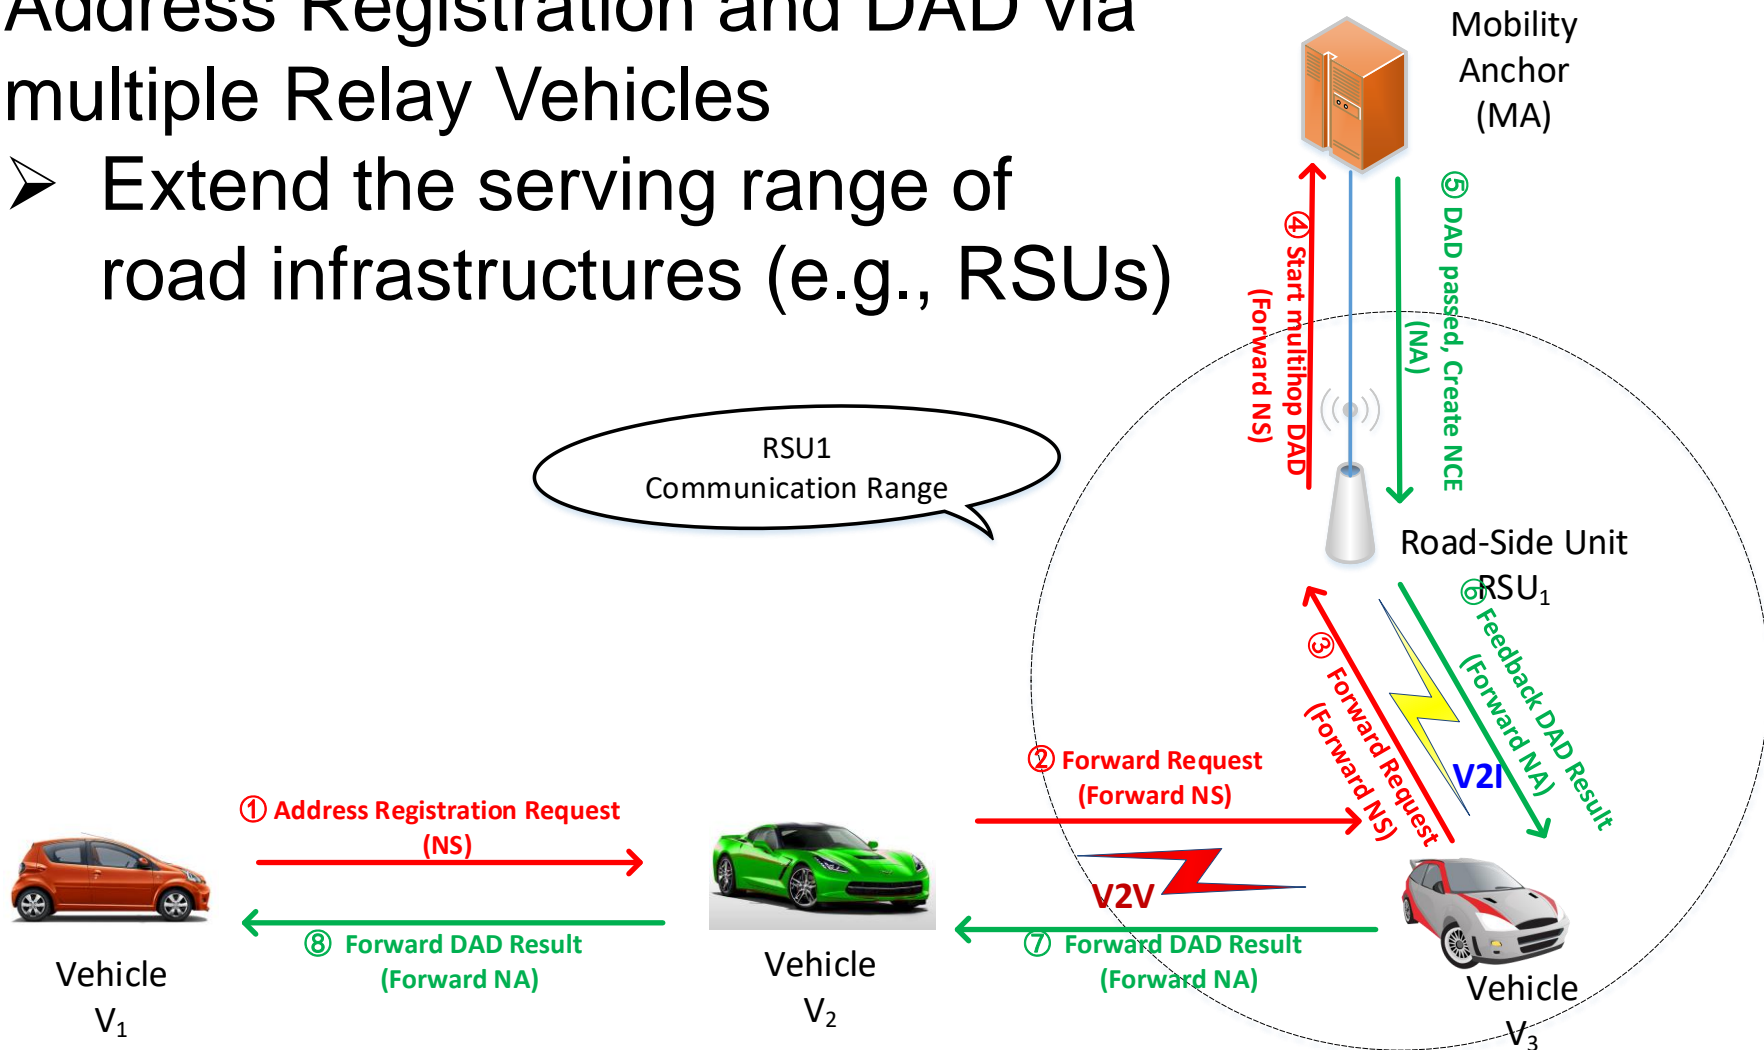 Address Registration and DAD via
multiple Relay Vehicles
➢ Extend the serving range of
road infrastructures (e.g., RSUs)
Mobility
Anchor
(MA)
④ Start multihop DAD
(Forward NS)
⑤ DAD passed, Create NCE
(NA)
RSU1
Communication Range
Road-Side Unit
RSU₁
③ Forward Request
(Forward NS)
⑥ Feedback DAD Result
(Forward NA)
V2I
② Forward Request
(Forward NS)
① Address Registration Request
(NS)
V2V
⑧ Forward DAD Result
(Forward NA)
⑦ Forward DAD Result
(Forward NA)
Vehicle
V₁
Vehicle
V₂
Vehicle
V₃